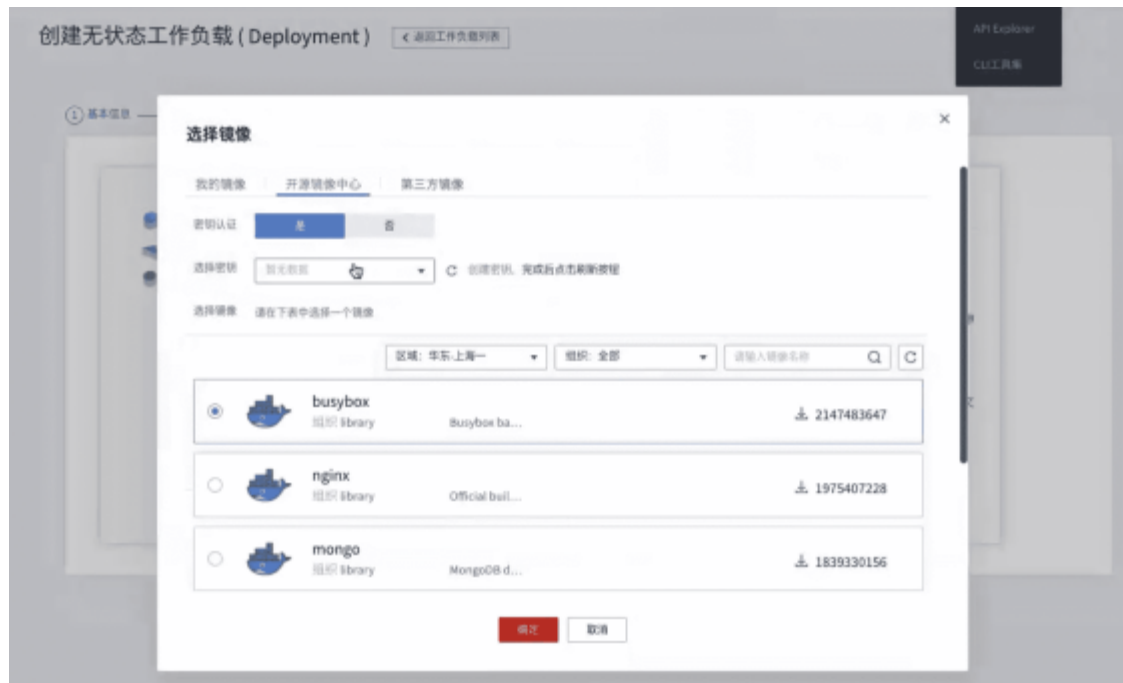 创建无状态工作负载 ( Deployment )
返回工作负载列表
API Explorer
CLI工具集
1 基本信息
选择镜像
我的镜像 开源镜像中心 第三方镜像
密钥认证 是 否
选择密钥 暂无数据 创建密钥, 完成后点击刷新按钮
选择镜像 请在下表中选择一个镜像
区域: 华东-上海一 组织: 全部 请输入镜像名称
busybox
组织 library Busybox ba... 2147483647
nginx
组织 library Official buil... 1975407228
mongo
组织 library MongoDB d... 1839330156
确定 取消